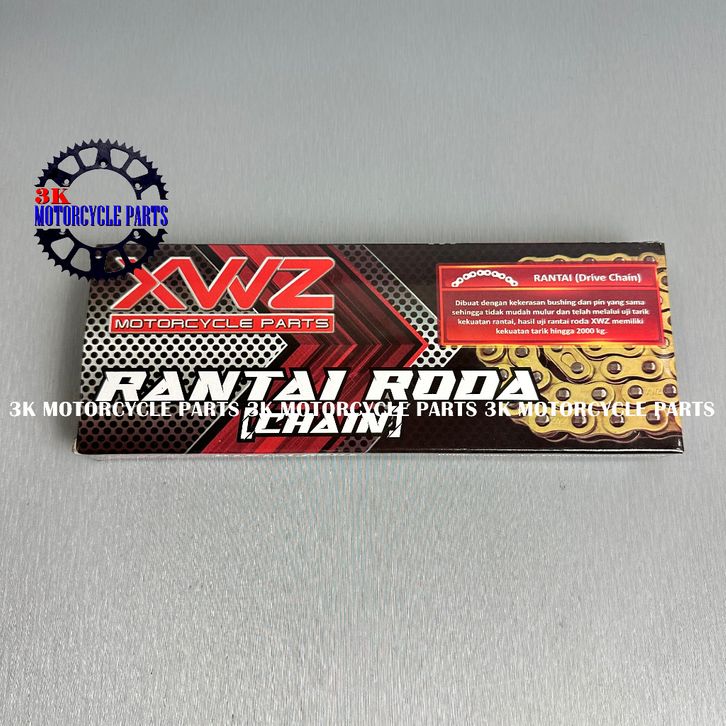 3K
MOTORCYCLE PARTS
XWZ
MOTORCYCLE PARTS
RANTAI (Drive Chain)
Dibuat dengan kekerasan bushing dan pin yang sama
sehingga tidak mudah mulur dan telah melalui uji tarik
kekuatan rantai, hasil uji rantai roda XWZ memiliki
kekuatan tarik hingga 2000 kg.
RANTAI RODA
3K MOTORCYCLE PARTS 3K MOTORCYCLE PARTS 3K MOTORCYCLE PARTS
[CHAIN]